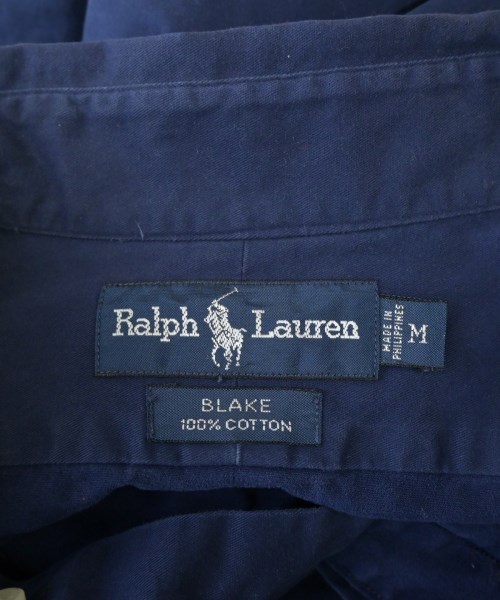 Ralph Lauren
MADE IN
PHILIPPINES
M
BLAKE
100% COTTON